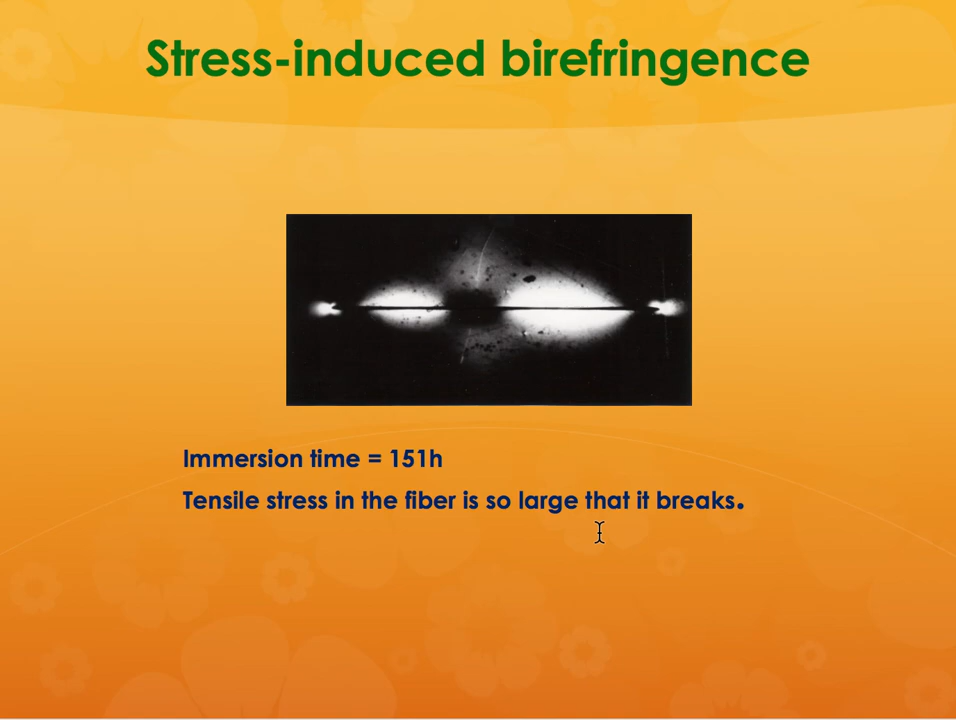 Stress-induced birefringence
Immersion time = 151h
Tensile stress in the fiber is so large that it breaks.